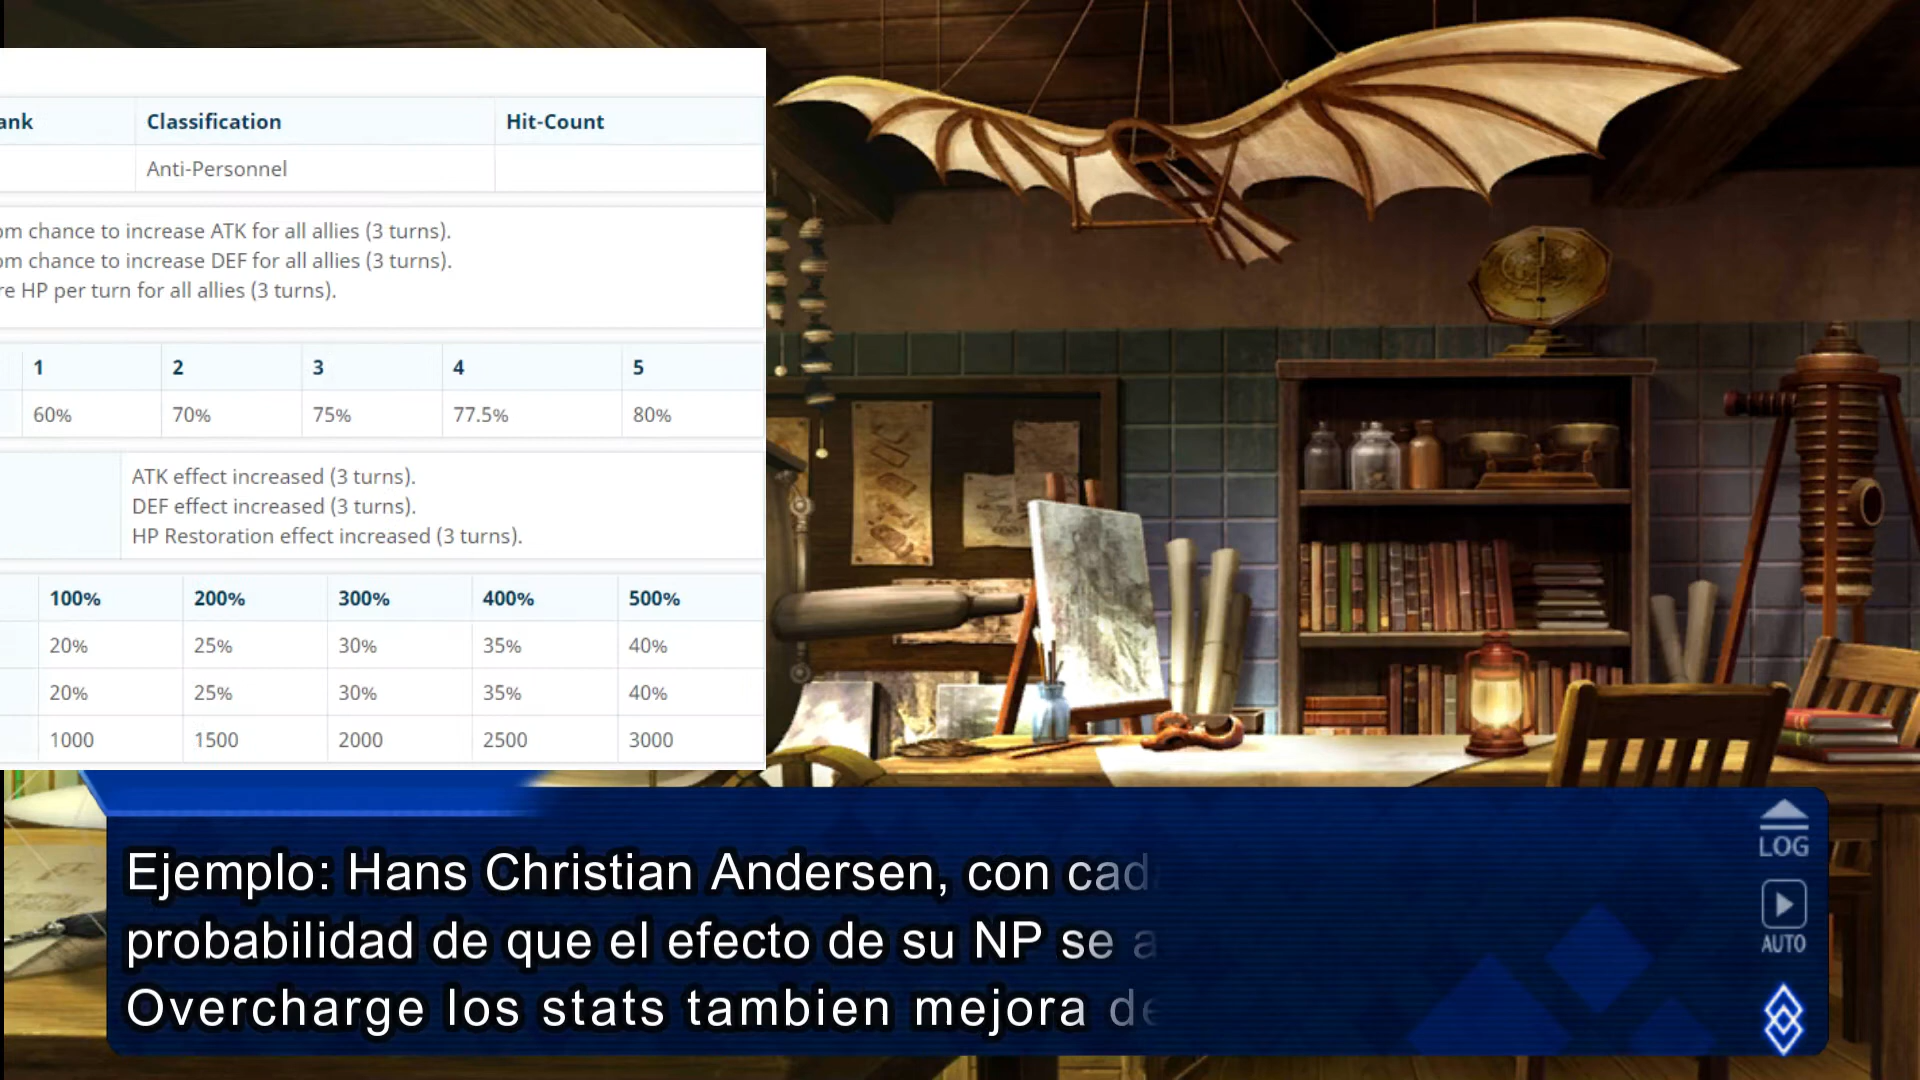 Classification Hit-Count
Anti-Personnel
chance to increase ATK for all allies (3 turns).
chance to increase DEF for all allies (3 turns).
HP per turn for all allies (3 turns).
1 2 3 4 5
60% 70% 75% 77.5% 80%
ATK effect increased (3 turns).
DEF effect increased (3 turns).
HP Restoration effect increased (3 turns).
100% 200% 300% 400% 500%
20% 25% 30% 35% 40%
20% 25% 30% 35% 40%
1000 1500 2000 2500 3000
Ejemplo: Hans Christian Andersen, con
probabilidad de que el efecto de su NP se
Overcharge los stats tambien mejora
LOG
AUTO